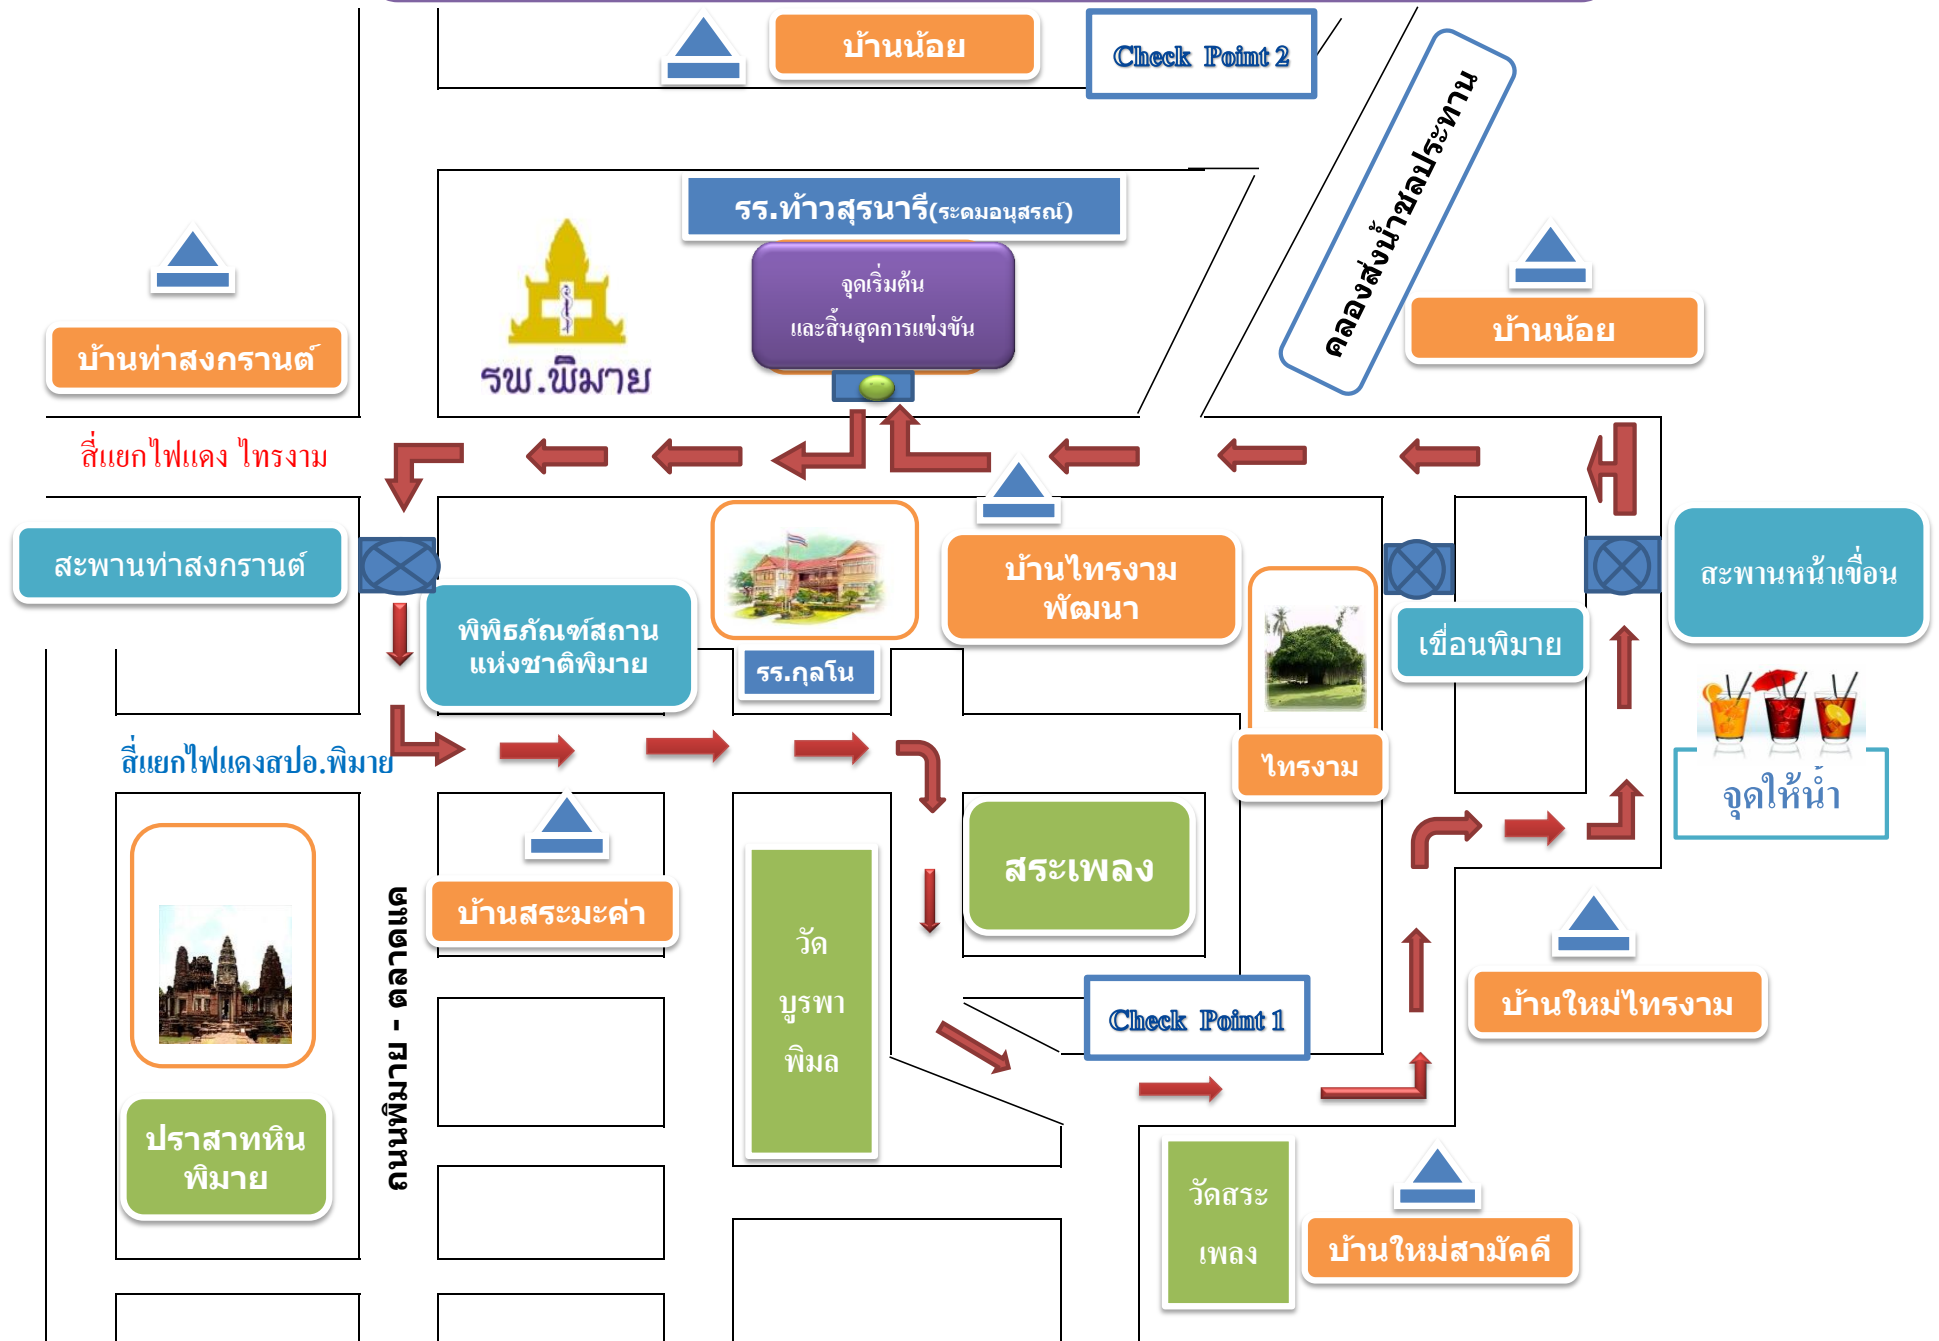 บ้านน้อย
Check Point 2
คลองส่งน้ำชลประทาน
รร.ท้าวสุรนารี(ระดมอนุสรณ์)
จุดเริ่มต้น
และสิ้นสุดการแข่งขัน
รพ.พิมาย
บ้านท่าสงกรานต์
บ้านน้อย
สี่แยกไฟแดง ไทรงาม
สะพานท่าสงกรานต์
พิพิธภัณฑ์สถาน
แห่งชาติพิมาย
รร.กุลโน
บ้านไทรงาม
พัฒนา
ไทรงาม
เขื่อนพิมาย
สะพานหน้าเขื่อน
จุดให้น้ำ
สี่แยกไฟแดงสปอ.พิมาย
บ้านสระมะค่า
ถนนพิมาย - ตลาดแค
วัด
บูรพา
พิมล
สระเพลง
Check Point 1
บ้านใหม่ไทรงาม
ปราสาทหิน
พิมาย
วัดสระ
เพลง
บ้านใหม่สามัคคี